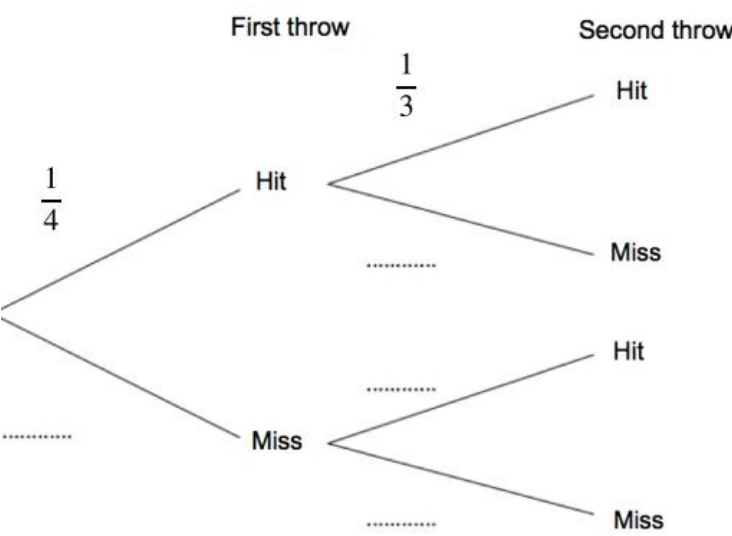 First throw
Second throw
1
3
Hit
1
4
Hit
............
Miss
Hit
............
............
Miss
............
Miss